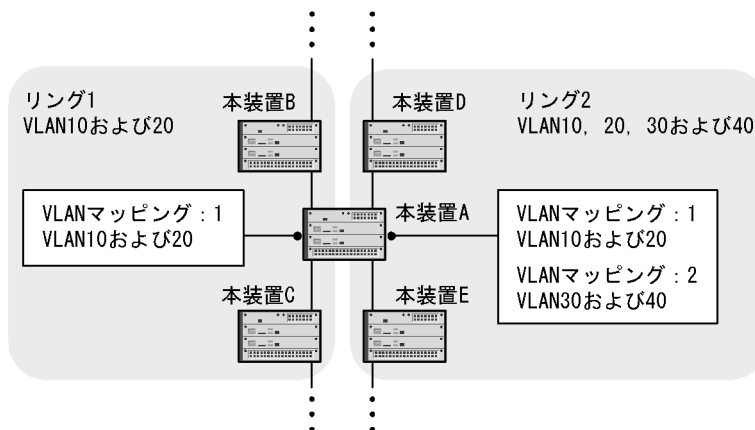 リング1
VLAN10および20
本装置B
本装置D
リング2
VLAN10, 20, 30および40
VLANマッピング：1
VLAN10および20
本装置A
VLANマッピング：1
VLAN10および20
VLANマッピング：2
VLAN30および40
本装置C
本装置E